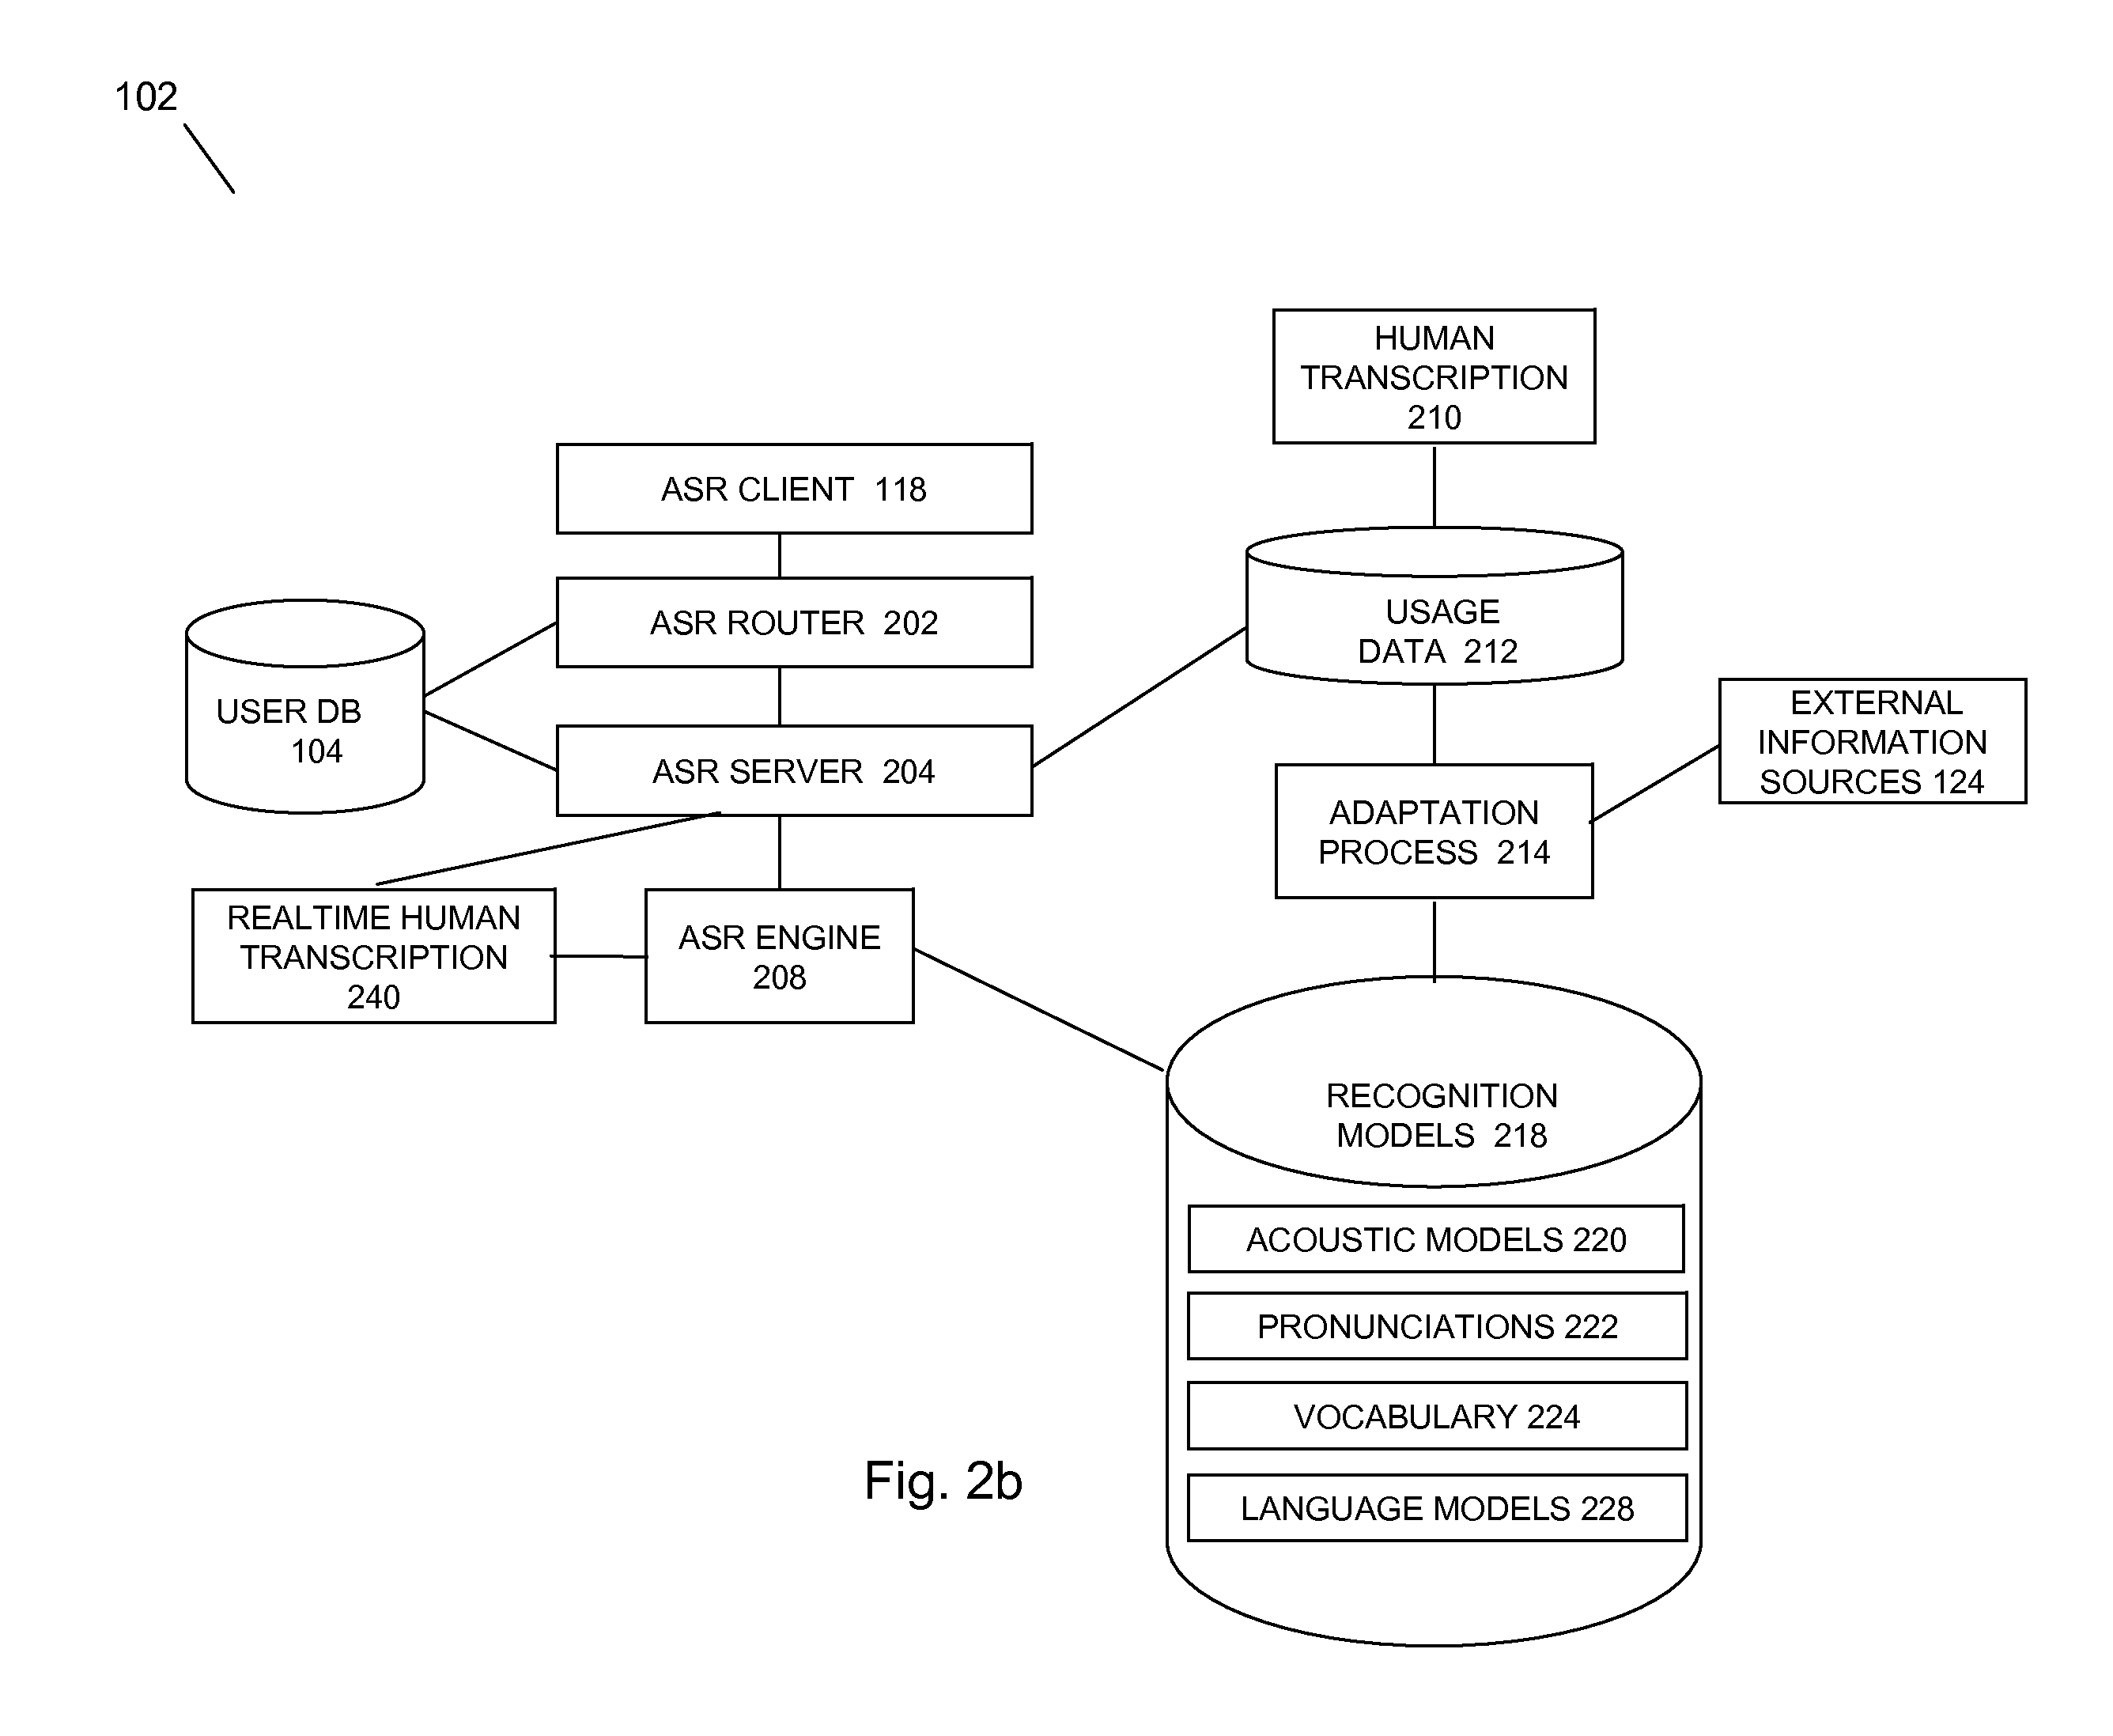 102
HUMAN
TRANSCRIPTION
210
ASR CLIENT 118
ASR ROUTER 202
USAGE
DATA 212
USER DB
104
ASR SERVER 204
EXTERNAL
INFORMATION
SOURCES 124
ADAPTATION
PROCESS 214
REALTIME HUMAN
TRANSCRIPTION
240
ASR ENGINE
208
RECOGNITION
MODELS 218
ACOUSTIC MODELS 220
PRONUNCIATIONS 222
VOCABULARY 224
LANGUAGE MODELS 228
Fig. 2b